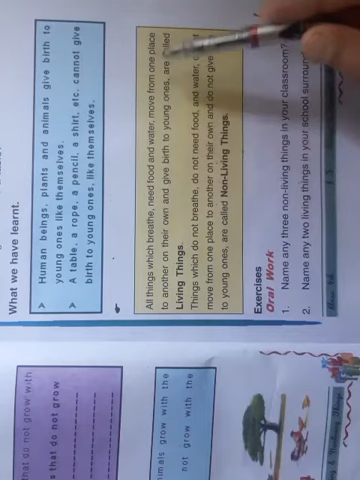 What we have learnt.
Human beings, plants and animals give birth to
young ones like themselves.
A table, a rope, a pencil, a shirt, etc. cannot give
birth to young ones, like themselves.
All things which breathe, need food and water, move from one place
to another on their own and give birth to young ones, are called
Living Things.
Things which do not breathe, do not need food, and water,
move from one place to another on their own and do not give
to young ones, are called Non-Living Things.
Exercises
Oral Work
1. Name any three non-living things in your classroom?
2. Name any two living things in your school
that do not grow with
s that do not grow
grow with the
not grow with the